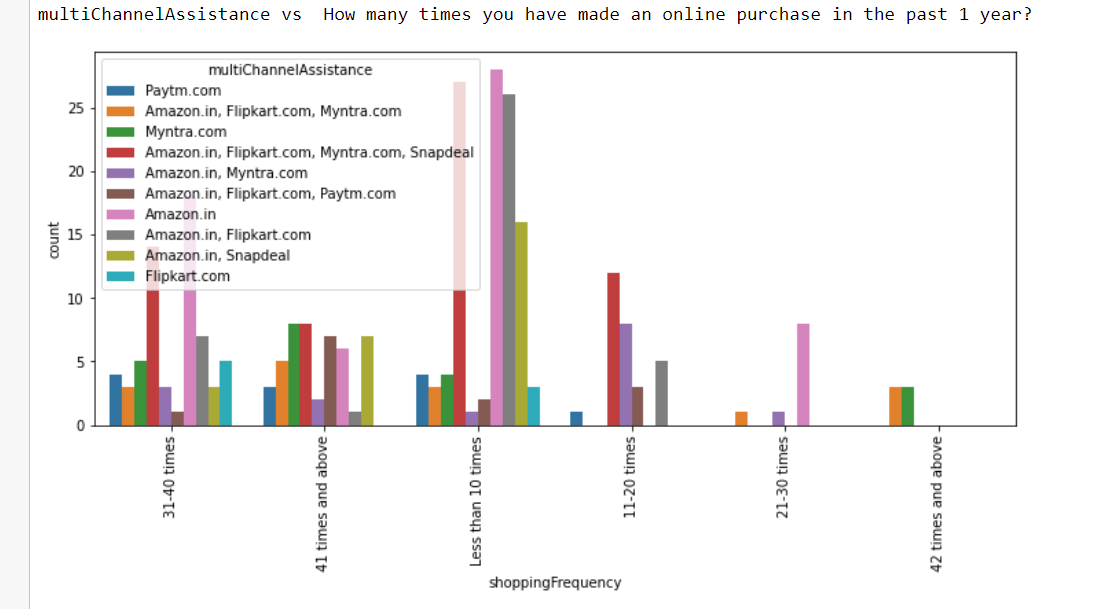 multiChannelAssistance vs  How many times you have made an online purchase in the past 1 year?
multiChannelAssistance
Paytm.com
Amazon.in, Flipkart.com, Myntra.com
Myntra.com
Amazon.in, Flipkart.com, Myntra.com, Snapdeal
Amazon.in, Myntra.com
Amazon.in, Flipkart.com, Paytm.com
Amazon.in
Amazon.in, Flipkart.com
Amazon.in, Snapdeal
Flipkart.com
25
20
15
10
5
0
count
31-40 times
41 times and above
Less than 10 times
11-20 times
21-30 times
42 times and above
shoppingFrequency